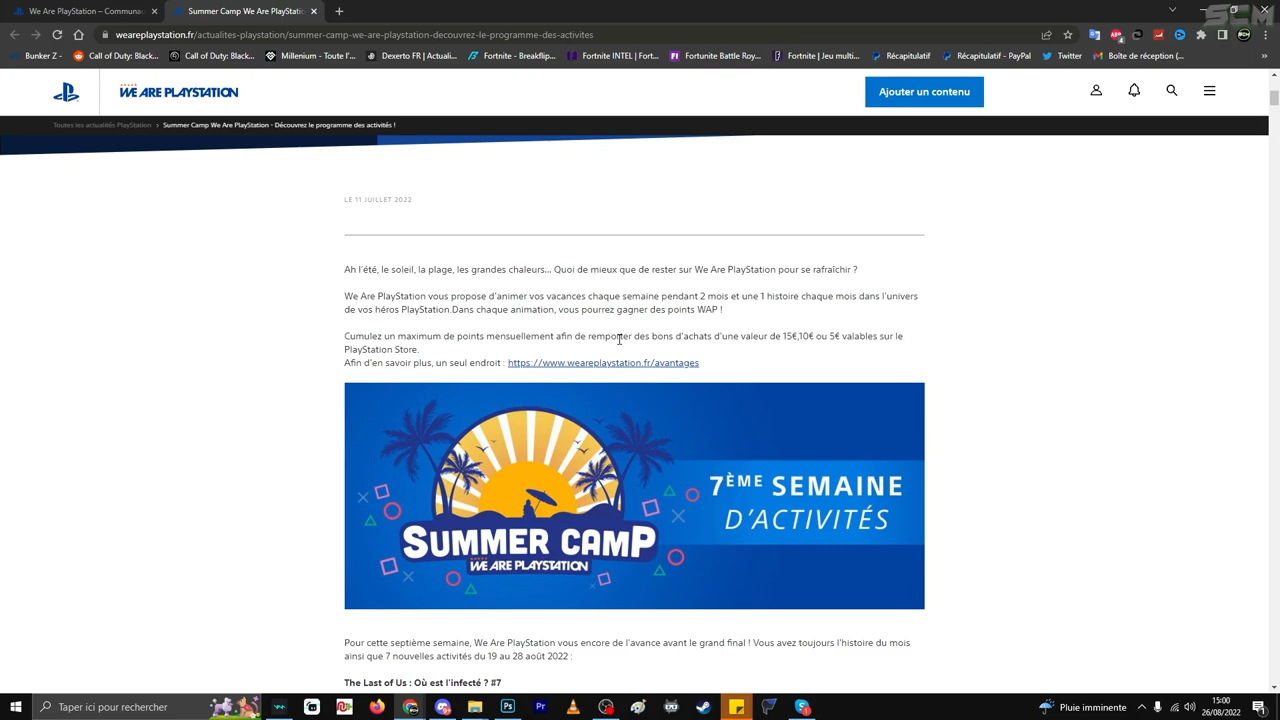 We Are PlayStation – Communau
Summer Camp We Are PlayStati
weareplaystation.fr/actualites-playstation/summer-camp-we-are-playstation-decouvrez-le-programme-des-activites
Bunker Z
Call of Duty: Black...
Call of Duty: Black...
Millenium - Toute l'...
Dexerto FR | Actuali...
Fortnite - Breakflip...
Fortnite INTEL | Fort...
Fortunite Battle Roy...
Fortnite | Jeu multi...
Récapitulatif
Récapitulatif - PayPal
Twitter
Boîte de réception (...
WE ARE PLAYSTATION
Ajouter un contenu
Toutes les actualités PlayStation › Summer Camp We Are PlayStation - Découvrez le programme des activités !
LE 11 JUILLET 2022
Ah l'été, le soleil, la plage, les grandes chaleurs... Quoi de mieux que de rester sur We Are PlayStation pour se rafraîchir ?
We Are PlayStation vous propose d'animer vos vacances chaque semaine pendant 2 mois et une 1 histoire chaque mois dans l'univers
de vos héros PlayStation.Dans chaque animation, vous pourrez gagner des points WAP !
Cumulez un maximum de points mensuellement afin de remporter des bons d'achats d'une valeur de 15€,10€ ou 5€ valables sur le
PlayStation Store.
Afin d'en savoir plus, un seul endroit : https://www.weareplaystation.fr/avantages
7ÈME SEMAINE
D'ACTIVITÉS
SUMMER CAMP
WE ARE PLAYSTATION
Pour cette septième semaine, We Are PlayStation vous encore de l'avance avant le grand final ! Vous avez toujours l'histoire du mois
ainsi que 7 nouvelles activités du 19 au 28 août 2022 :
The Last of Us : Où est l'infecté ? #7
Taper ici pour rechercher
Pluie imminente
15:00
26/08/2022